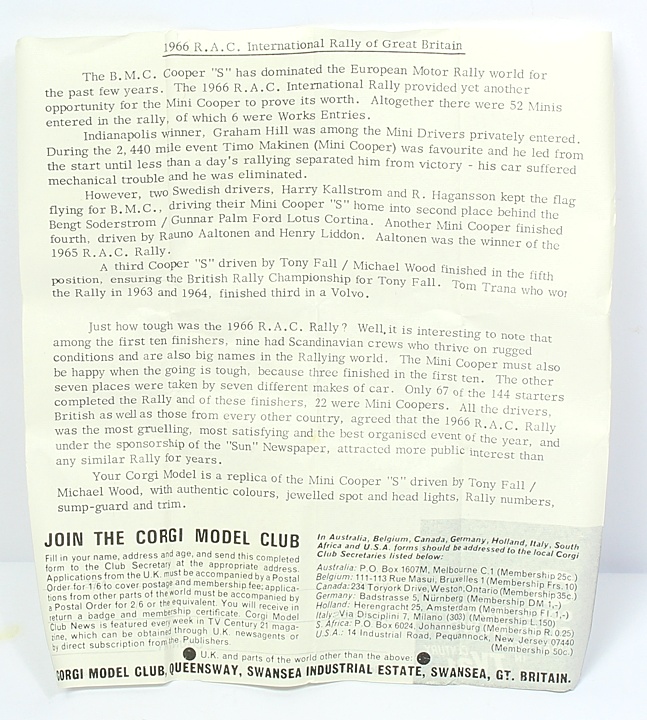 1966 R.A.C. International Rally of Great Britain
The B.M.C. Cooper "S" has dominated the European Motor Rally world for
the past few years. The 1966 R.A.C. International Rally provided yet another
opportunity for the Mini Cooper to prove its worth. Altogether there were 52 Minis
entered in the rally, of which 6 were Works Entries.
Indianapolis winner, Graham Hill was among the Mini Drivers privately entered.
During the 2,440 mile event Timo Makinen (Mini Cooper) was favourite and he led from
the start until less than a day's rallying separated him from victory - his car suffered
mechanical trouble and he was eliminated.
However, two Swedish drivers, Harry Kallstrom and R. Hagansson kept the flag
flying for B.M.C., driving their Mini Cooper "S" home into second place behind the
Bengt Soderstrom / Gunnar Palm Ford Lotus Cortina. Another Mini Cooper finished
fourth, driven by Rauno Aaltonen and Henry Liddon. Aaltonen was the winner of the
1965 R.A.C. Rally.
A third Cooper "S" driven by Tony Fall / Michael Wood finished in the fifth
position, ensuring the British Rally Championship for Tony Fall. Tom Trana who won
the Rally in 1963 and 1964, finished third in a Volvo.
Just how tough was the 1966 R.A.C. Rally? Well, it is interesting to note that
among the first ten finishers, nine had Scandinavian crews who thrive on rugged
conditions and are also big names in the Rallying world. The Mini Cooper must also
be happy when the going is tough, because three finished in the first ten. The other
seven places were taken by seven different makes of car. Only 67 of the 144 starters
completed the Rally and of these finishers, 22 were Mini Coopers. All the drivers,
British as well as those from every other country, agreed that the 1966 R.A.C. Rally
was the most gruelling, most satisfying and the best organised event of the year, and
under the sponsorship of the "Sun" Newspaper, attracted more public interest than
any similar Rally for years.
Your Corgi Model is a replica of the Mini Cooper "S" driven by Tony Fall /
Michael Wood, with authentic colours, jewelled spot and head lights, Rally numbers,
sump-guard and trim.
JOIN THE CORGI MODEL CLUB
Fill in your name, address and age, and send this completed
form to the Club Secretary at the appropriate address.
Applications from the U.K. must be accompanied by a Postal
Order for 1/6 to cover postage and membership fee; applica-
tions from other parts of the world must be accompanied by
a Postal Order for 2.6 or the equivalent. You will receive in
return a badge and membership certificate. Corgi Model
Club News is featured every week in TV Century 21 maga-
zine, which can be obtained through U.K. newsagents or
by direct subscription from the Publishers.
In Australia, Belgium, Canada, Germany, Holland, Italy, South
Africa and U.S.A. forms should be addressed to the local Corgi
Club Secretaries listed below:
Australia: P.O. Box 1607M, Melbourne C.1 (Membership 25c.)
Belgium: 111-113 Rue Masui, Bruxelles 1 (Membership Frs. 10)
Canada: 234 Toryork Drive, Weston, Ontario (Membership 35c.)
Germany: Badstrasse 5, Nürnberg (Membership DM 1,-)
Holland: Herengracht 25, Amsterdam (Membership Fl. 1,-)
Italy: Via Disciplini 7, Milano (303) (Membership L. 150)
S. Africa: P.O. Box 6024, Johannesburg (Membership R. 0.25)
U.S.A.: 14 Industrial Road, Pequannock, New Jersey 07440
(Membership 50c.)
U.K. and parts of the world other than the above:
CORGI MODEL CLUB, QUEENSWAY, SWANSEA INDUSTRIAL ESTATE, SWANSEA, GT. BRITAIN.